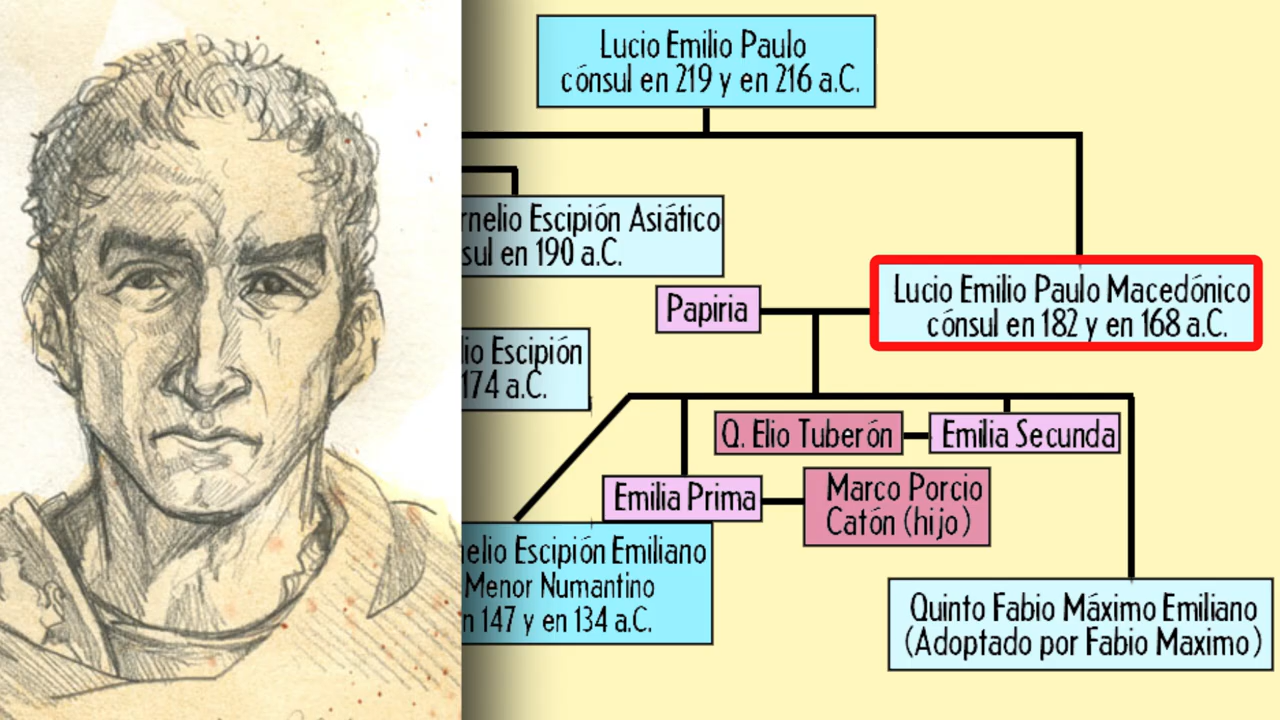 Lucio Emilio Paulo
cónsul en 219 y en 216 a.C.
Escipión Asiático
en 190 a.C.
Lucio Emilio Paulo Macedónico
cónsul en 182 y en 168 a.C.
Papiria
Escipión
174 a.C.
Q. Elio Tuberón
Emilia Secunda
Emilia Prima
Marco Porcio
Catón (hijo)
Escipión Emiliano
Menor Numantino
147 y en 134 a.C.
Quinto Fabio Máximo Emiliano
(Adoptado por Fabio Maximo)